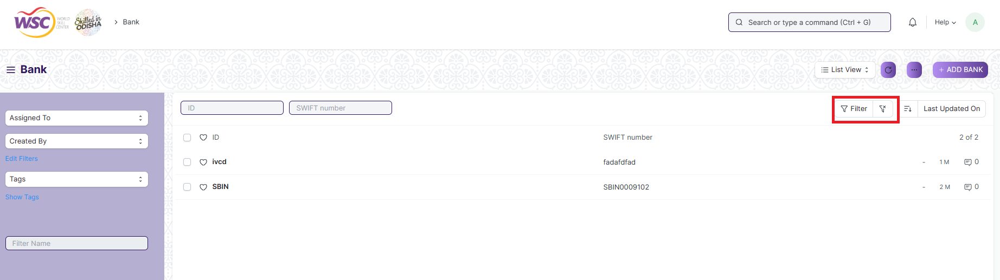 WSC WORLD SKILL CENTER Skilled in ODISHA > Bank
Search or type a command (Ctrl + G)
Help
A
Bank
List View
...
+ ADD BANK
Assigned To
Created By
Edit Filters
Tags
Show Tags
Filter Name
ID
SWIFT number
Filter
Last Updated On
ID SWIFT number 2 of 2
ivcd fadafdfad - 1 M 0
SBIN SBIN0009102 - 2 M 0